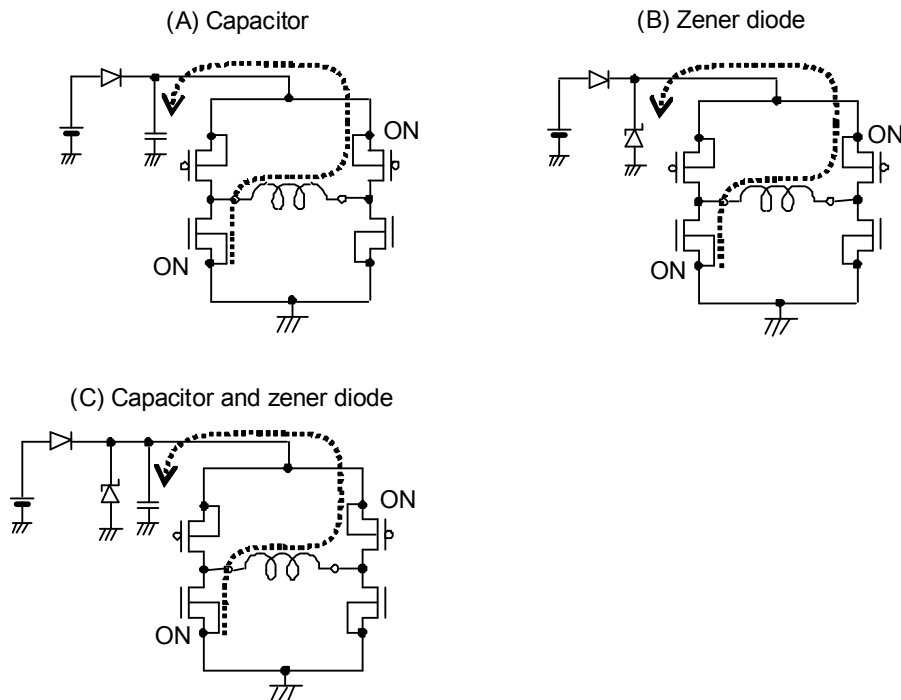 (A) Capacitor
(B) Zener diode
ON
ON
ON
ON
(C) Capacitor and zener diode
ON
ON